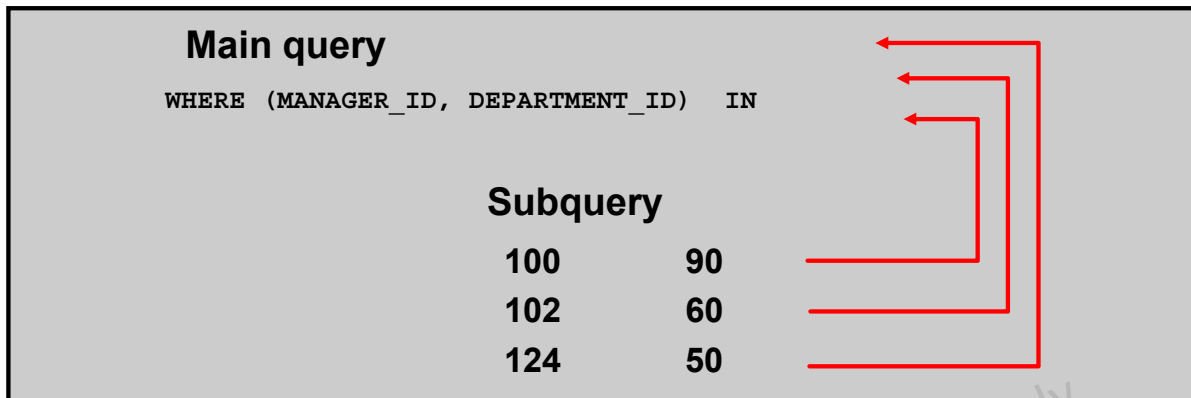 Main query
WHERE (MANAGER_ID, DEPARTMENT_ID) IN
Subquery
100 90
102 60
124 50